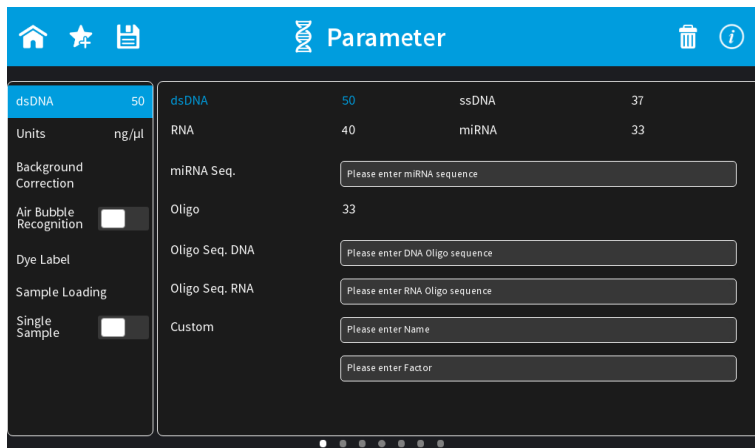 Parameter
dsDNA 50
Units ng/µl
Background
Correction
Air Bubble
Recognition
Dye Label
Sample Loading
Single
Sample
dsDNA 50 ssDNA 37
RNA 40 miRNA 33
miRNA Seq. Please enter miRNA sequence
Oligo 33
Oligo Seq. DNA Please enter DNA Oligo sequence
Oligo Seq. RNA Please enter RNA Oligo sequence
Custom Please enter Name
Please enter Factor